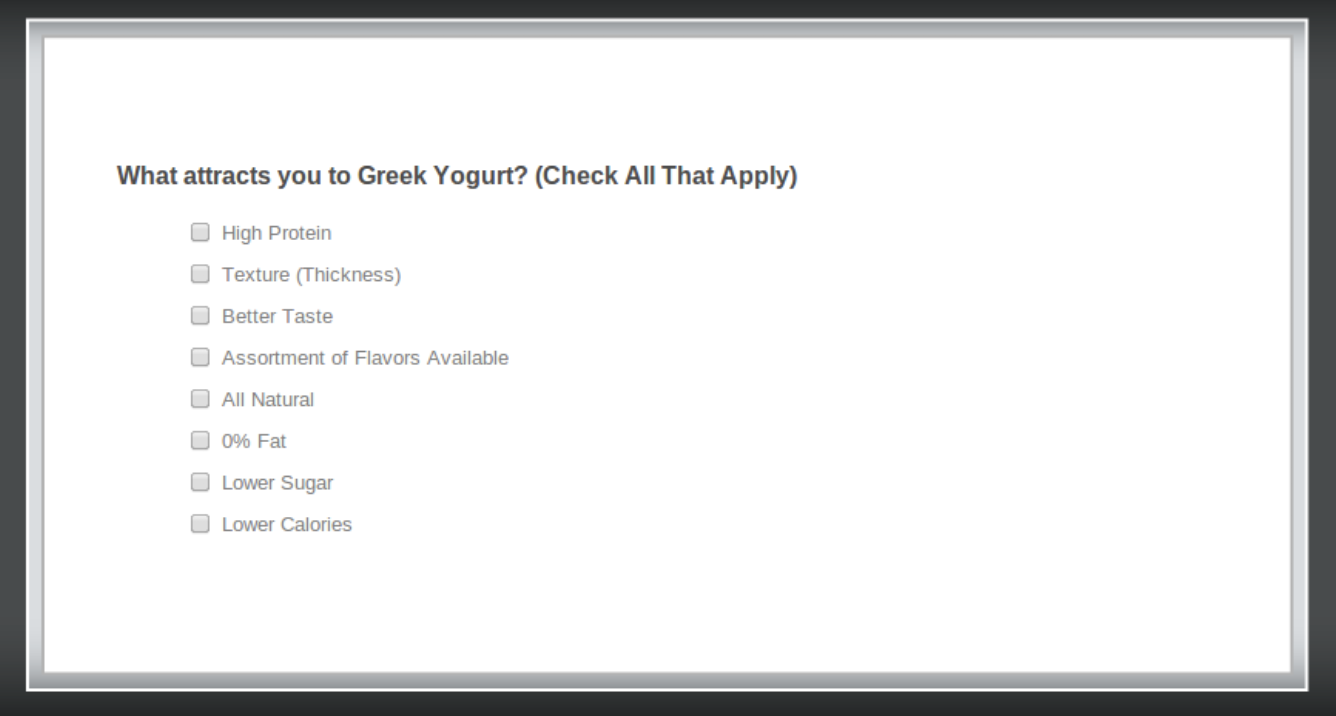 What attracts you to Greek Yogurt? (Check All That Apply)
High Protein
Texture (Thickness)
Better Taste
Assortment of Flavors Available
All Natural
0% Fat
Lower Sugar
Lower Calories